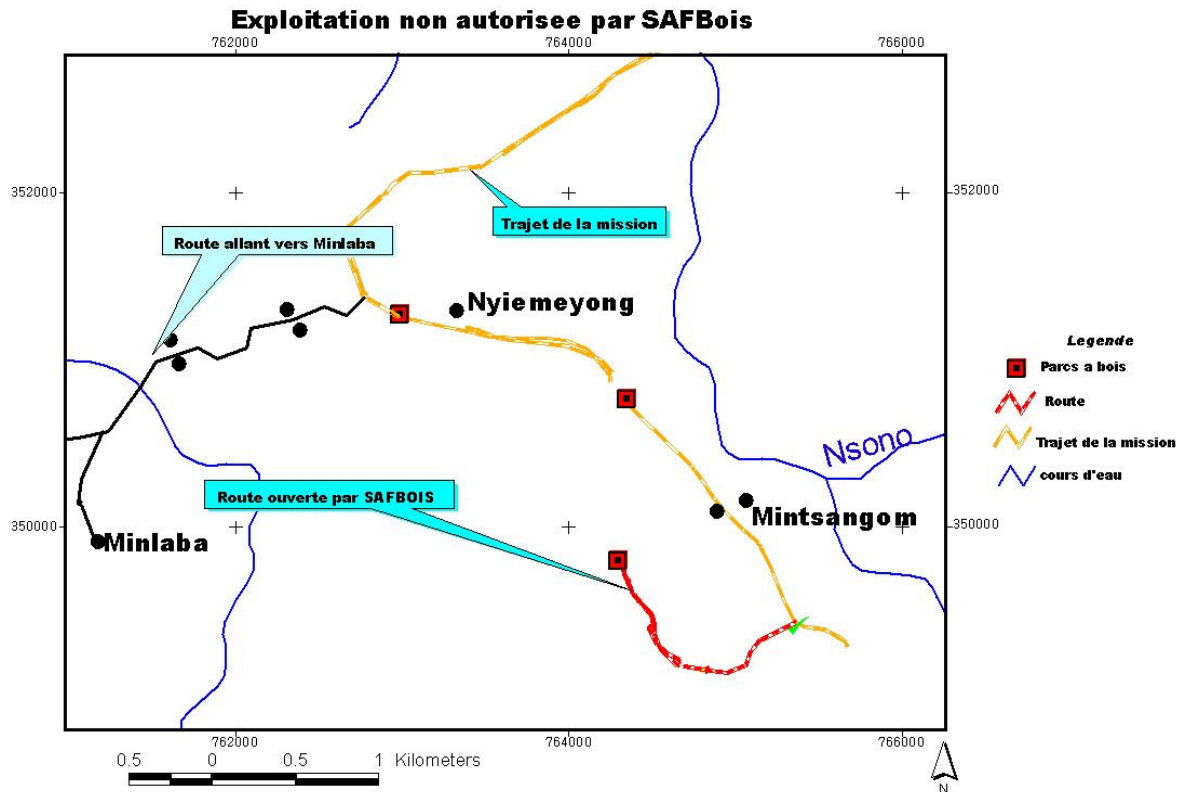 Exploitation non autorisee par SAFBois
762000
764000
766000
352000
352000
Trajet de la mission
Route allant vers Minlaba
Nyiemeyong
Legende
Parcs a bois
Route
Trajet de la mission
cours d'eau
Nsono
Route ouverte par SAFBOIS
Mintsangom
350000
350000
Minlaba
762000
764000
766000
0.5 0 0.5 1 Kilometers
N